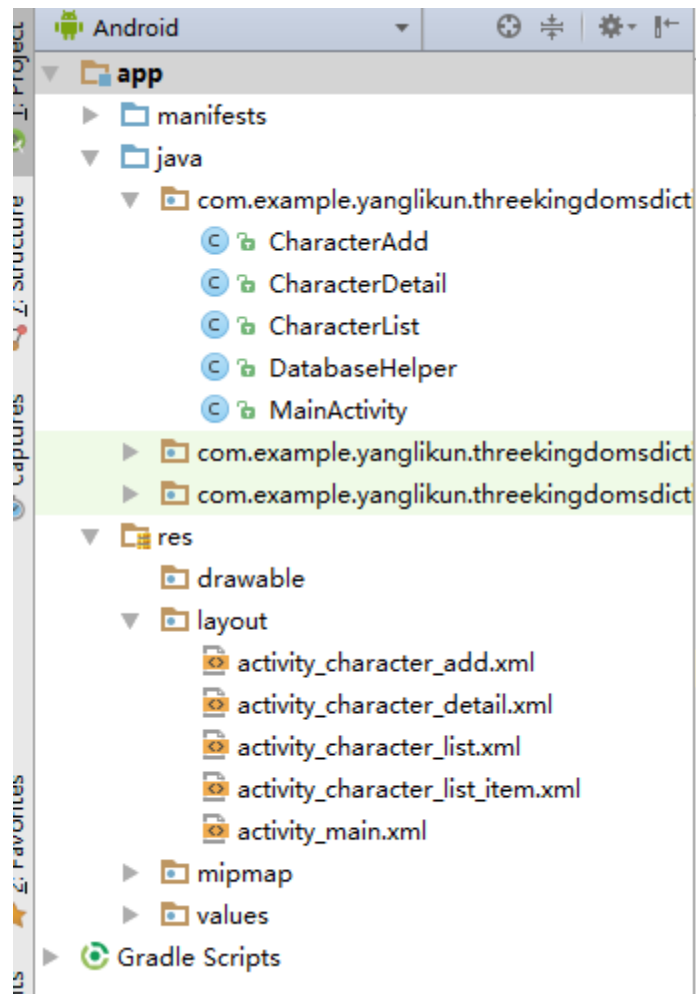 1: Project
Android
app
manifests
java
com.example.yanglikun.threekingdomsdict
CharacterAdd
CharacterDetail
CharacterList
DatabaseHelper
MainActivity
com.example.yanglikun.threekingdomsdict
com.example.yanglikun.threekingdomsdicti
res
drawable
layout
activity_character_add.xml
activity_character_detail.xml
activity_character_list.xml
activity_character_list_item.xml
activity_main.xml
mipmap
values
Gradle Scripts
7: Structure
Captures
2: Favorites